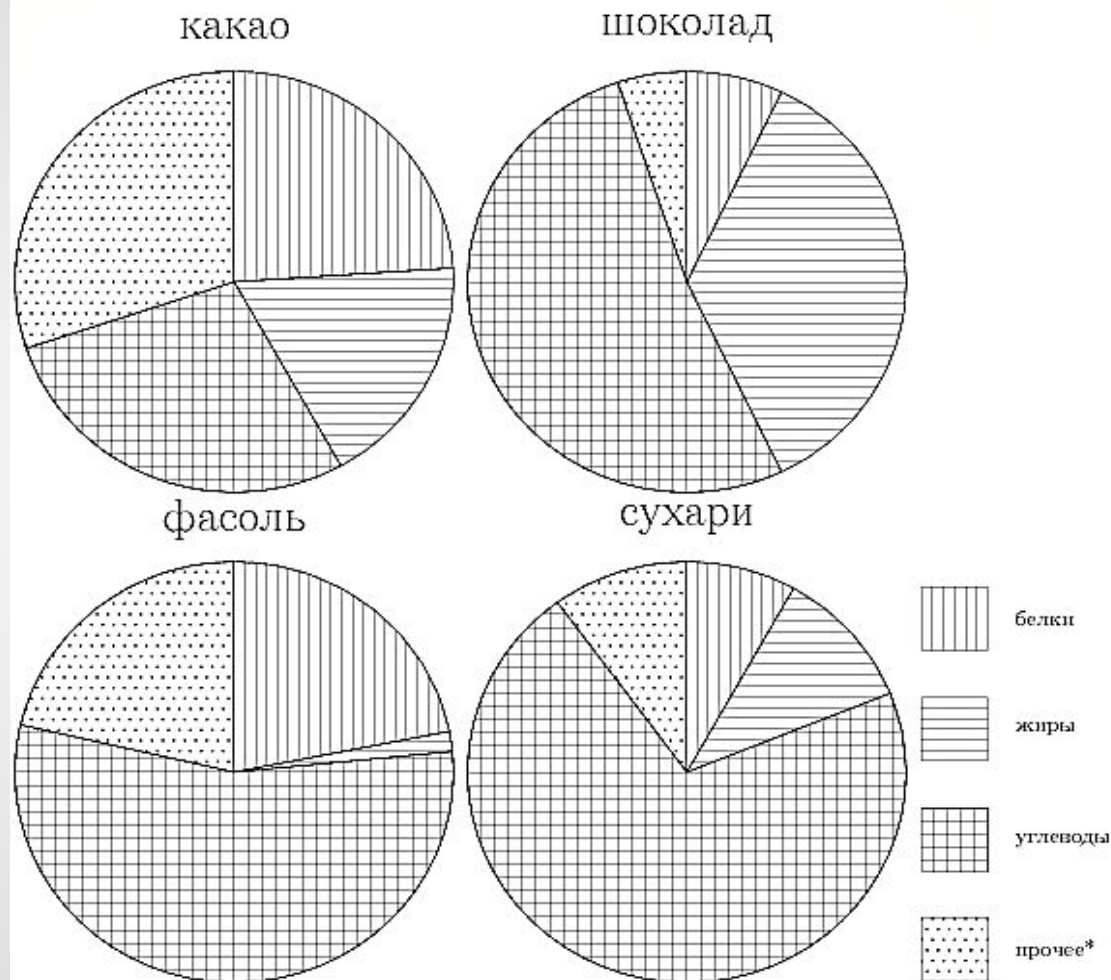 какао
шоколад
фасоль
сухари
белки
жиры
углеводы
прочее*